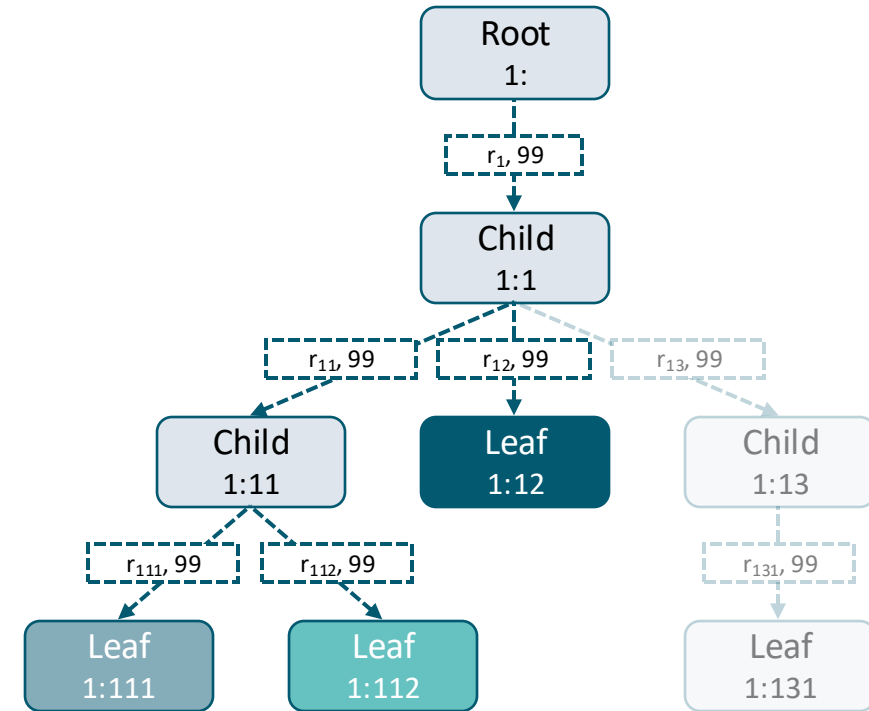 Root
1:
r1, 99
Child
1:1
r11, 99
r12, 99
r13, 99
Child
1:11
Leaf
1:12
Child
1:13
r111, 99
r112, 99
r131, 99
Leaf
1:111
Leaf
1:112
Leaf
1:131